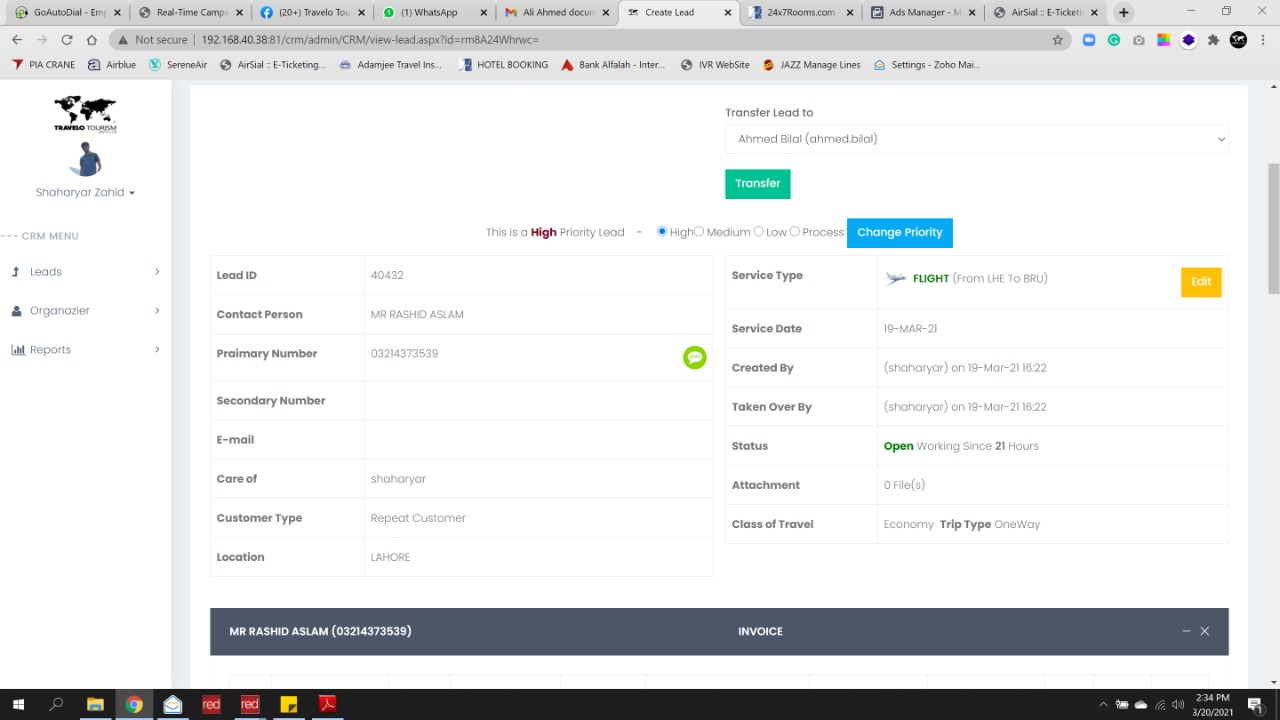 GoAutoDial - Emp
Real-Time Campa
(20+) Travelo Tou
(1) WhatsApp
Ali Ahmed docum
Create Lead
24x7Rooms.com
Ads Manager - M
AirSial :: E-Ticketi
Not secure | 192.168.40.38:81/crm/admin/CRM/view-lead.aspx?id=rm8A24Whrwc=
PIA CRANE
Airblue
SereneAir
AirSial :: E-Ticketing...
Adamjee Travel Ins...
HOTEL BOOKING
Bank Alfalah - Inter...
IVR WebSite
JAZZ Manage Lines
Settings - Zoho Mai...
TRAVELO TOURISM
Shaharyar Zahid
--- CRM MENU
Leads
Organazier
Reports
Transfer Lead to
Ahmed Bilal (ahmed.bilal)
Transfer
This is a High Priority Lead - High Medium Low Process Change Priority
Lead ID 40432
Contact Person MR RASHID ASLAM
Praimary Number 03214373539
Secondary Number
E-mail
Care of shaharyar
Customer Type Repeat Customer
Location LAHORE
Service Type FLIGHT (From LHE To BRU) Edit
Service Date 19-MAR-21
Created By (shaharyar) on 19-Mar-21 16:22
Taken Over By (shaharyar) on 19-Mar-21 16:22
Status Open Working Since 21 Hours
Attachment 0 File(s)
Class of Travel Economy Trip Type OneWay
MR RASHID ASLAM (03214373539) INVOICE
red
red
2:34 PM
3/20/2021
1